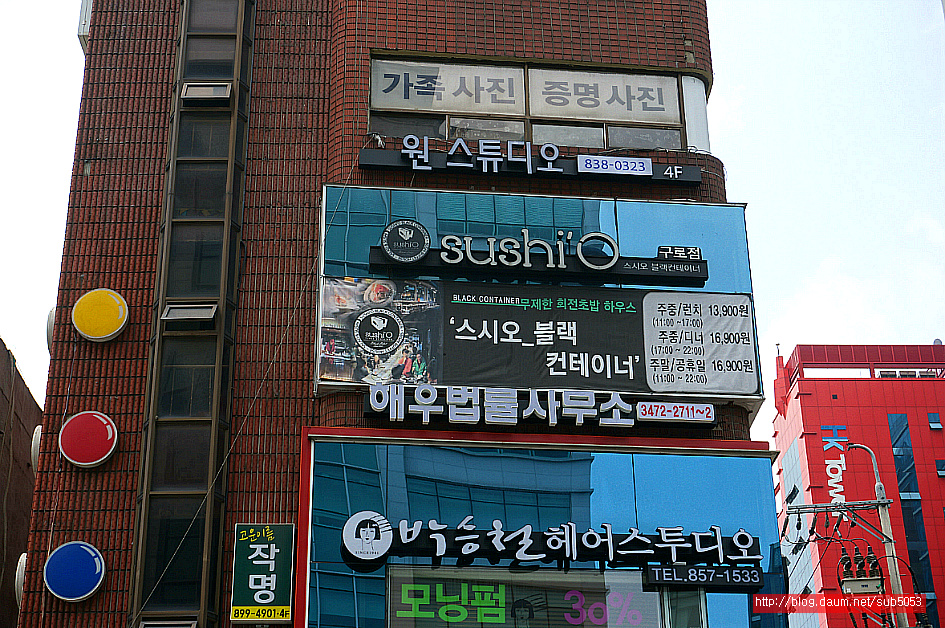 가족 사진 증명사진
원 스튜디오 838-0323 4F
sushi'O 구로점
스시오 블랙컨테이너
BLACK CONTAINER 무제한 회전초밥 하우스
'스시오_블랙
컨테이너'
주중/런치 13,900원
(11:00 ~17:00)
주중/디너 16,900원
(17:00 ~ 22:00)
주말/공휴일 16,900원
(11:00 ~ 22:00)
sushi'O
해우법률사무소 3472-2711~2
박승철헤어스투디오
SINCE 1981
TEL.857-1533
모닝펌 30%
고운이름
작명
899-4901·4F
HK Tower
http://blog.daum.net/sub5053